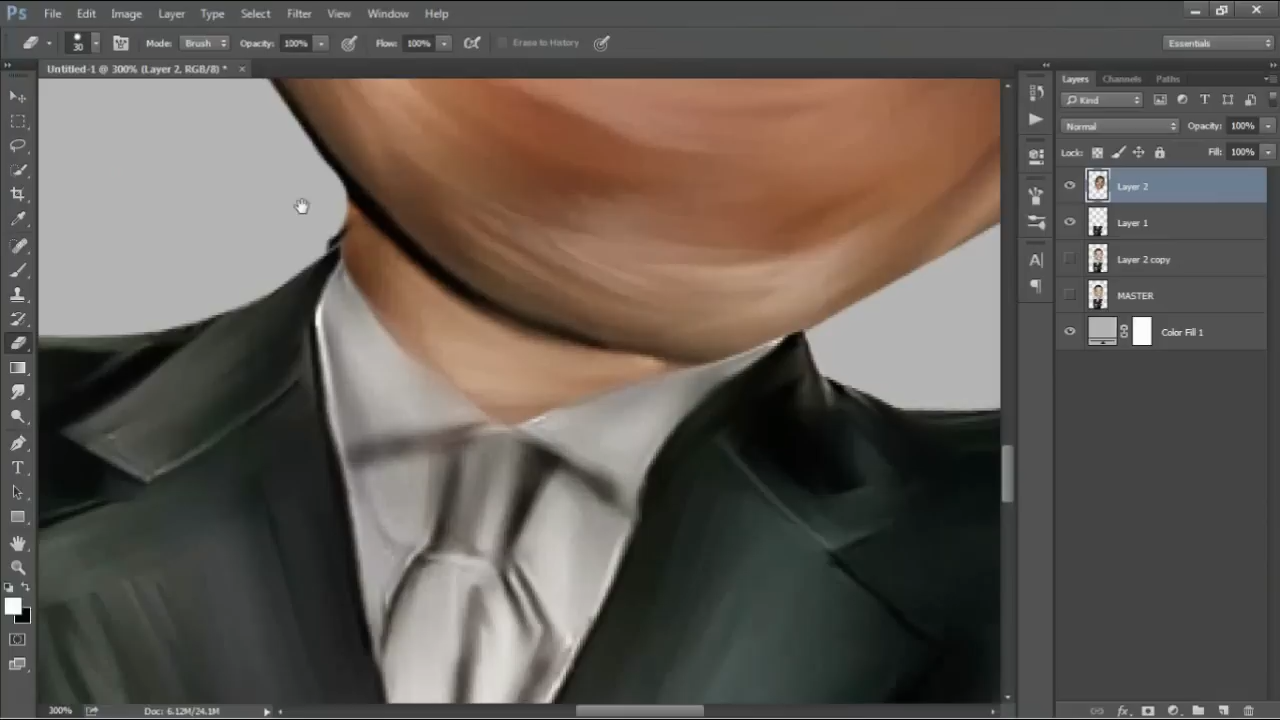 Ps File Edit Image Layer Type Select Filter View Window Help
30 Mode: Brush Opacity: 100% Flow: 100% Erase to History Essentials
Untitled-1 @ 300% (Layer 2, RGB/8) *
Layers Channels Paths
Kind
Normal Opacity: 100%
Lock: Fill: 100%
Layer 2
Layer 1
Layer 2 copy
MASTER
Color Fill 1
300% Doc: 6.12M/24.1M